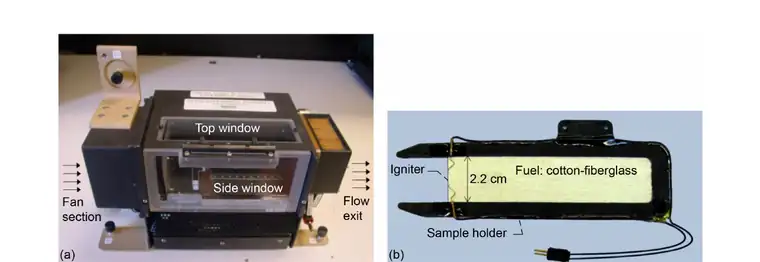 Top window
Side window
Fan
section
Flow
exit
(a)
Igniter
2.2 cm
Fuel: cotton-fiberglass
Sample holder
(b)